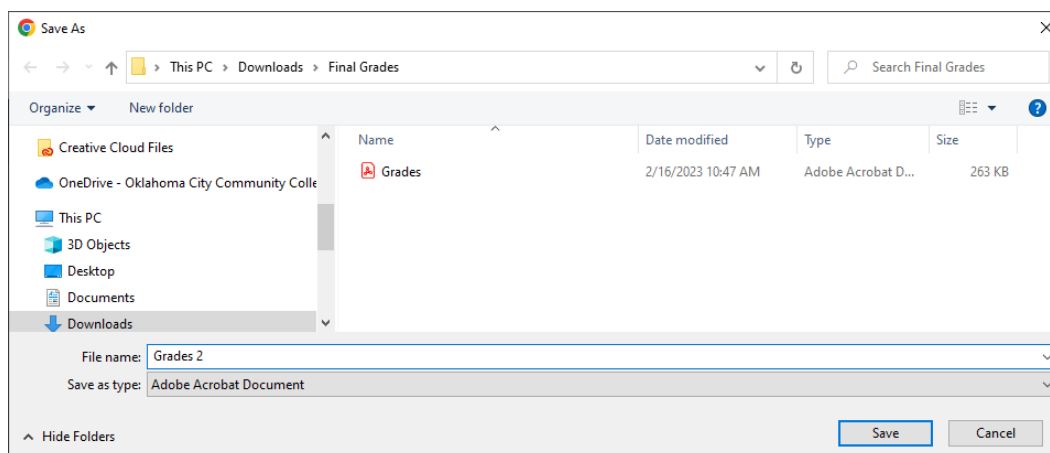 Save As
This PC > Downloads > Final Grades
Search Final Grades
Organize
New folder
?
Name
Date modified
Type
Size
Creative Cloud Files
OneDrive - Oklahoma City Community Colle
This PC
3D Objects
Desktop
Documents
Downloads
Grades
2/16/2023 10:47 AM
Adobe Acrobat D...
263 KB
File name: Grades 2
Save as type: Adobe Acrobat Document
Hide Folders
Save
Cancel